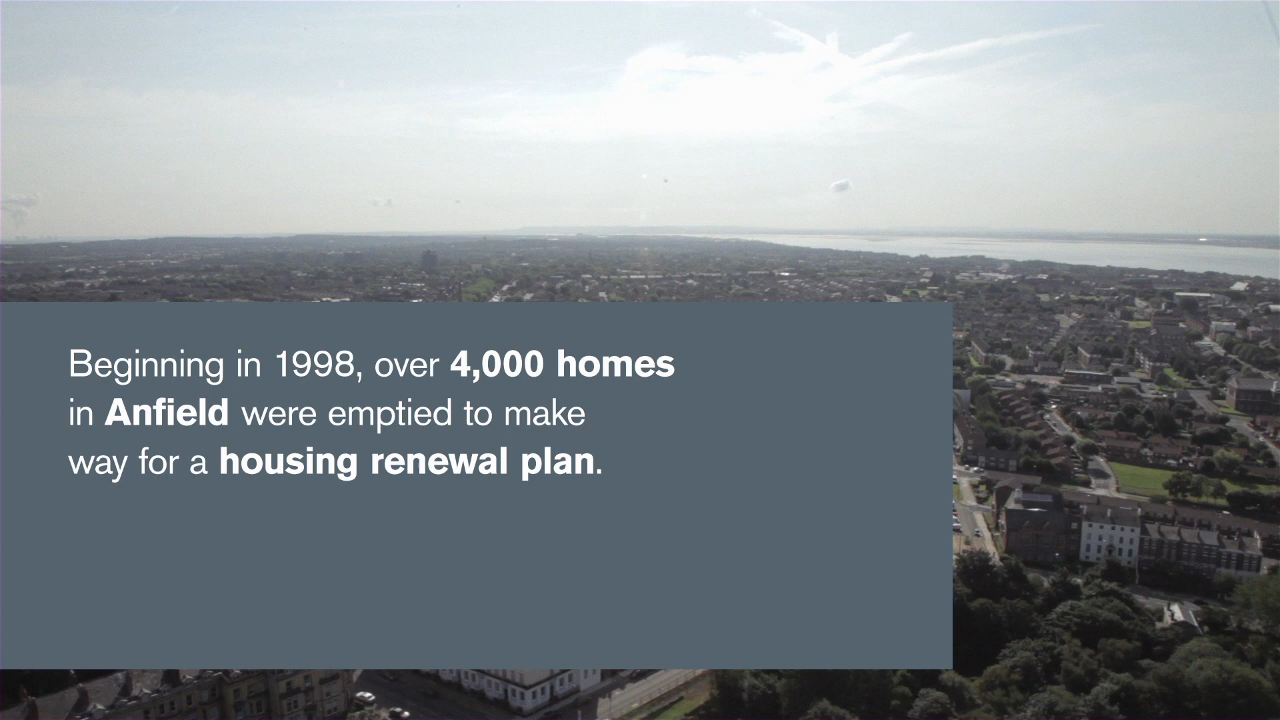 Beginning in 1998, over 4,000 homes
in Anfield were emptied to make
way for a housing renewal plan.